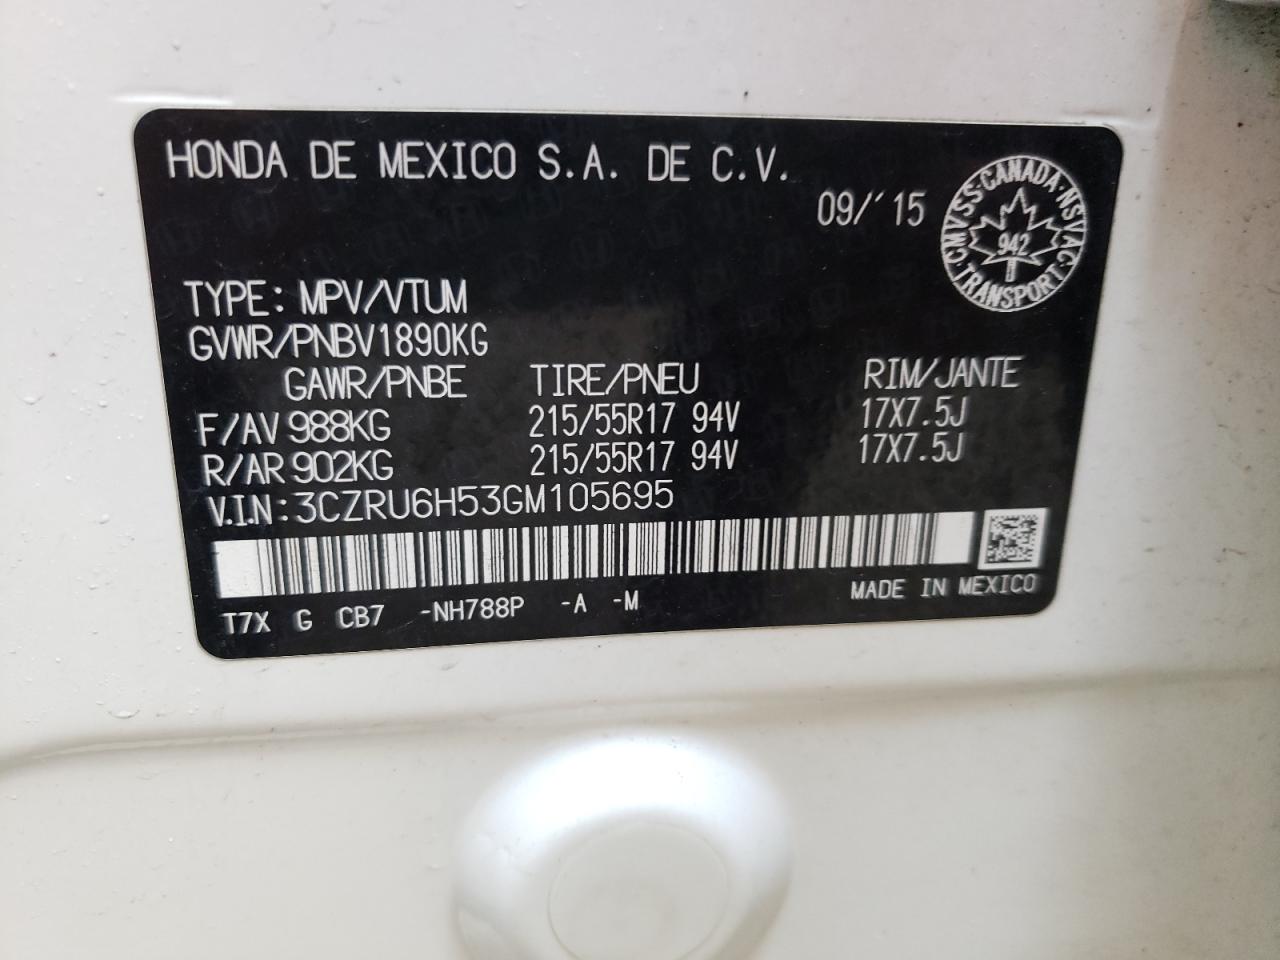 HONDA DE MEXICO S.A. DE C.V.
09/´15
CMVSS·CANADA·NSVAC·TRANSPORT·
942
TYPE: MPV/VTUM
GVWR/PNBV1890KG
GAWR/PNBE TIRE/PNEU RIM/JANTE
F/AV 988KG 215/55R17 94V 17X7.5J
R/AR 902KG 215/55R17 94V 17X7.5J
V.I.N:3CZRU6H53GM105695
T7X G CB7 -NH788P -A -M MADE IN MEXICO